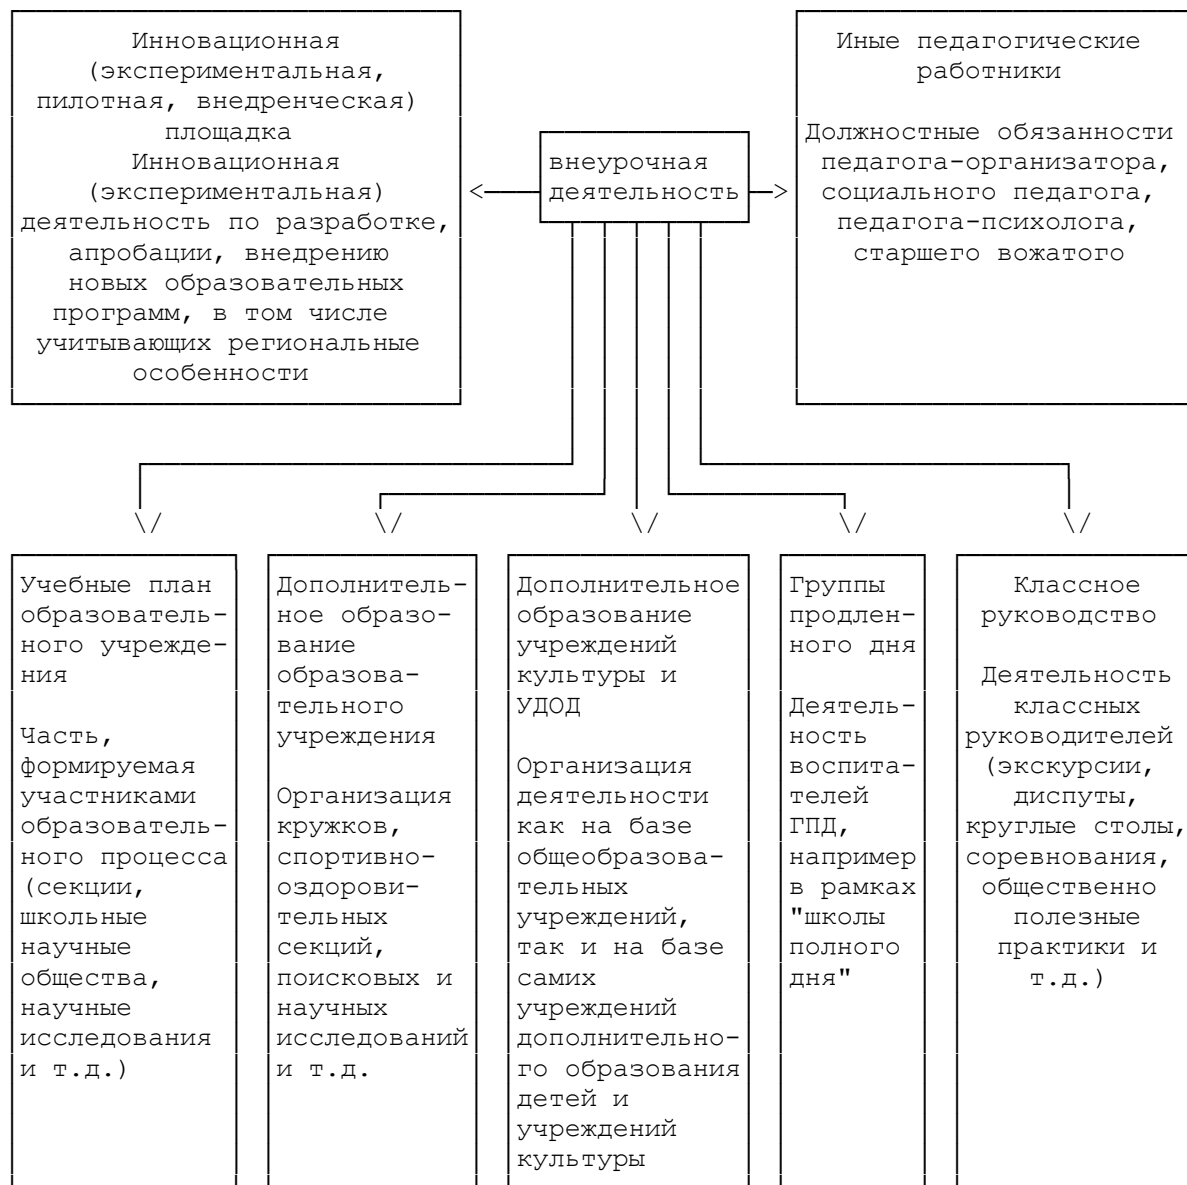 Инновационная
(экспериментальная,
пилотная, внедренческая)
площадка
Инновационная
(экспериментальная)
деятельность по разработке,
апробации, внедрению
новых образовательных
программ, в том числе
учитывающих региональные
особенности
внеурочная
деятельность
Иные педагогические
работники
Должностные обязанности
педагога-организатора,
социального педагога,
педагога-психолога,
старшего вожатого
Учебные план
образователь-
ного учрежде-
ния
Часть,
формируемая
участниками
образователь-
ного процесса
(секции,
школьные
научные
общества,
научные
исследования
и т.д.)
Дополнитель-
ное образо-
вание
образова-
тельного
учреждения
Организация
кружков,
спортивно-
оздорови-
тельных
секций,
поисковых и
научных
исследований
и т.д.
Дополнительное
образование
учреждений
культуры и
УДОД
Организация
деятельности
как на базе
общеобразова-
тельных
учреждений,
так и на базе
самих
учреждений
дополнительно-
го образования
детей и
учреждений
культуры
Группы
продлен-
ного дня
Деятель-
ность
воспита-
телей
ГПД,
например
в рамках
"школы
полного
дня"
Классное
руководство
Деятельность
классных
руководителей
(экскурсии,
диспуты,
круглые столы,
соревнования,
общественно
полезные
практики и
т.д.)